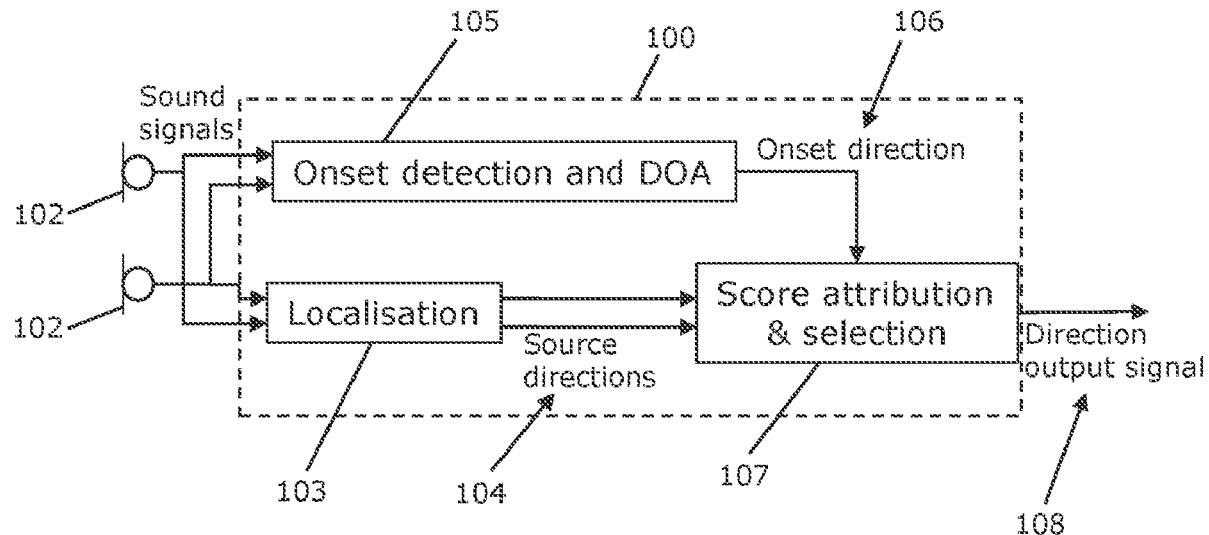 105
100
106
Sound
signals
Onset detection and DOA
Onset direction
102
Localisation
Score attribution
& selection
102
Source
directions
Direction
output signal
103
104
107
108